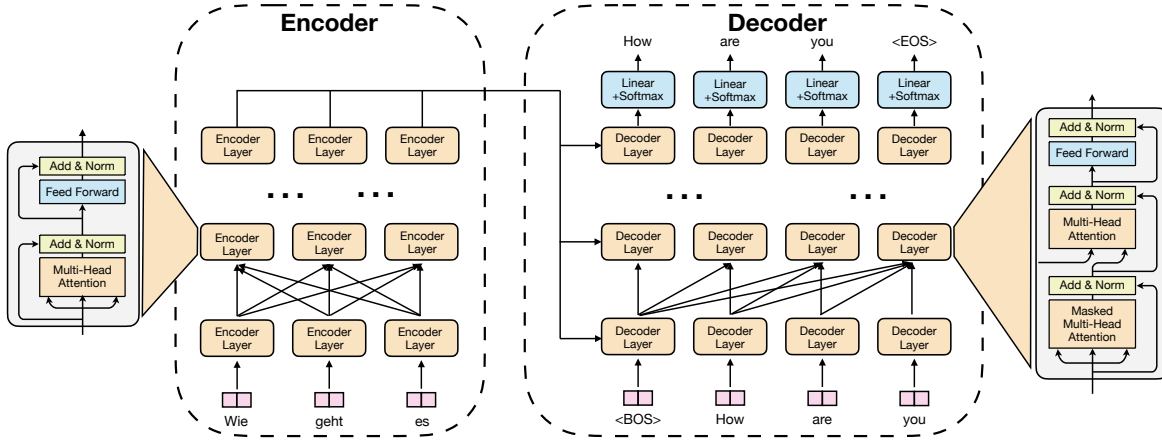 Encoder
Decoder
How are you <EOS>
Linear +Softmax
Linear +Softmax
Linear +Softmax
Linear +Softmax
Encoder Layer
Encoder Layer
Encoder Layer
Decoder Layer
Decoder Layer
Decoder Layer
Decoder Layer
Add & Norm
Feed Forward
Add & Norm
Multi-Head Attention
... ...
... ...
Encoder Layer
Encoder Layer
Encoder Layer
Decoder Layer
Decoder Layer
Decoder Layer
Decoder Layer
Add & Norm
Feed Forward
Add & Norm
Multi-Head Attention
Add & Norm
Masked Multi-Head Attention
Encoder Layer
Encoder Layer
Encoder Layer
Decoder Layer
Decoder Layer
Decoder Layer
Decoder Layer
Wie geht es
<BOS> How are you